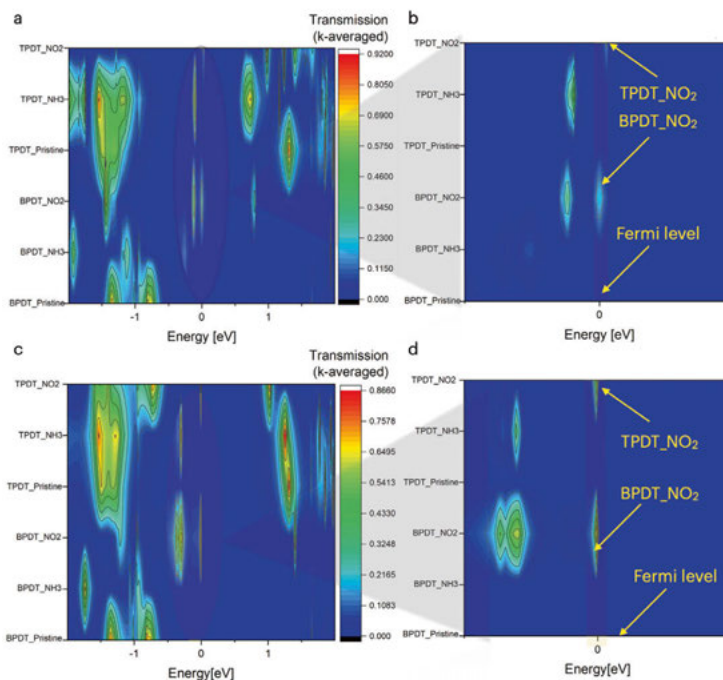 a
Transmission
(k-averaged)
TPDT_NO2
TPDT_NH3
TPDT_Pristine
BPDT_NO2
BPDT_NH3
BPDT_Pristine
0.9200
0.8050
0.6900
0.5750
0.4600
0.3450
0.2300
0.1150
0.000
-1
0
1
Energy [eV]
b
TPDT_NO2
TPDT_NH3
TPDT_Pristine
BPDT_NO2
BPDT_NH3
BPDT_Pristine
TPDT_NO₂
BPDT_NO₂
Fermi level
0
Energy [eV]
c
Transmission
(k-averaged)
TPDT_NO2
TPDT_NH3
TPDT_Pristine
BPDT_NO2
BPDT_NH3
BPDT_Pristine
0.8660
0.7578
0.6495
0.5413
0.4330
0.3248
0.2165
0.1083
0.000
-1
0
1
Energy[eV]
d
TPDT_NO2
TPDT_NH3
TPDT_Pristine
BPDT_NO2
BPDT_NH3
BPDT_Pristine
TPDT_NO₂
BPDT_NO₂
Fermi level
0
Energy[eV]